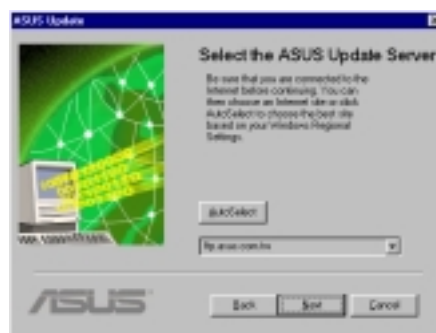 ASUS Update
Select the ASUS Update Server
Be sure that you are connected to the
Internet before continuing. You can
then choose an Internet site or click
AutoSelect to choose the best site
based on your Windows Regional
Settings.
AutoSelect
ftp.asus.com.tw
ASUS
Back
Next
Cancel